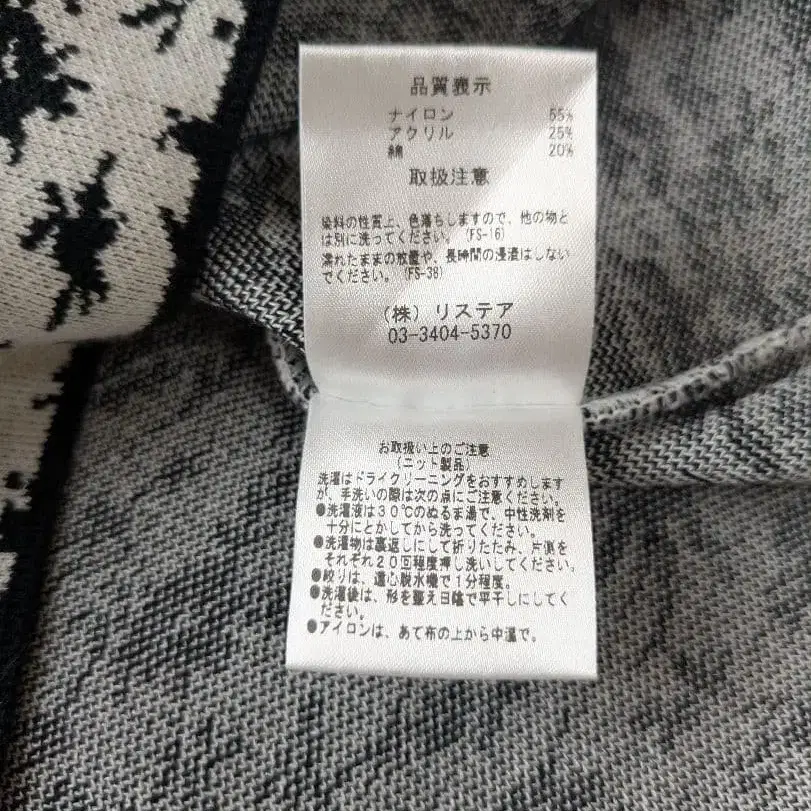 品質表示
ナイロン 55%
アクリル 25%
綿 20%
取扱注意
染料の性質上、色落ちしますので、他の物と
は別に洗ってください。(FS-16)
濡れたままの放置や、長時間の浸漬はしない
でください。(FS-38)
(株) リステア
03-3404-5370
お取扱い上のご注意
(ニット製品)
洗濯はドライクリーニングをおすすめします
が、手洗いの際は次の点にご注意ください。
●洗濯液は30℃のぬるま湯で、中性洗剤を
十分にとかしてから洗ってください。
●洗濯物は裏返しにして折りたたみ、片側を
それぞれ20回程度押し洗いしてください。
●絞りは、遠心脱水機で1分程度。
●洗濯後は、形を整え日陰で平干しにしてく
ださい。
●アイロンは、あて布の上から中温で。